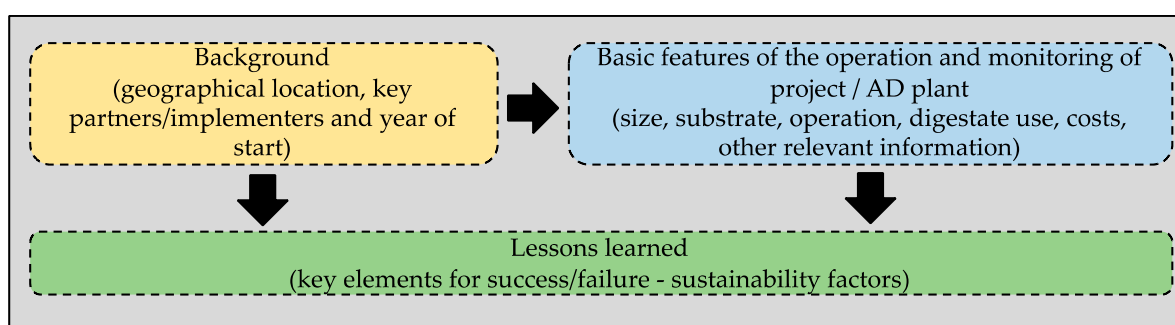 Background
(geographical location, key
partners/implementers and year of
start)
Basic features of the operation and monitoring of
project / AD plant
(size, substrate, operation, digestate use, costs,
other relevant information)
Lessons learned
(key elements for success/failure - sustainability factors)